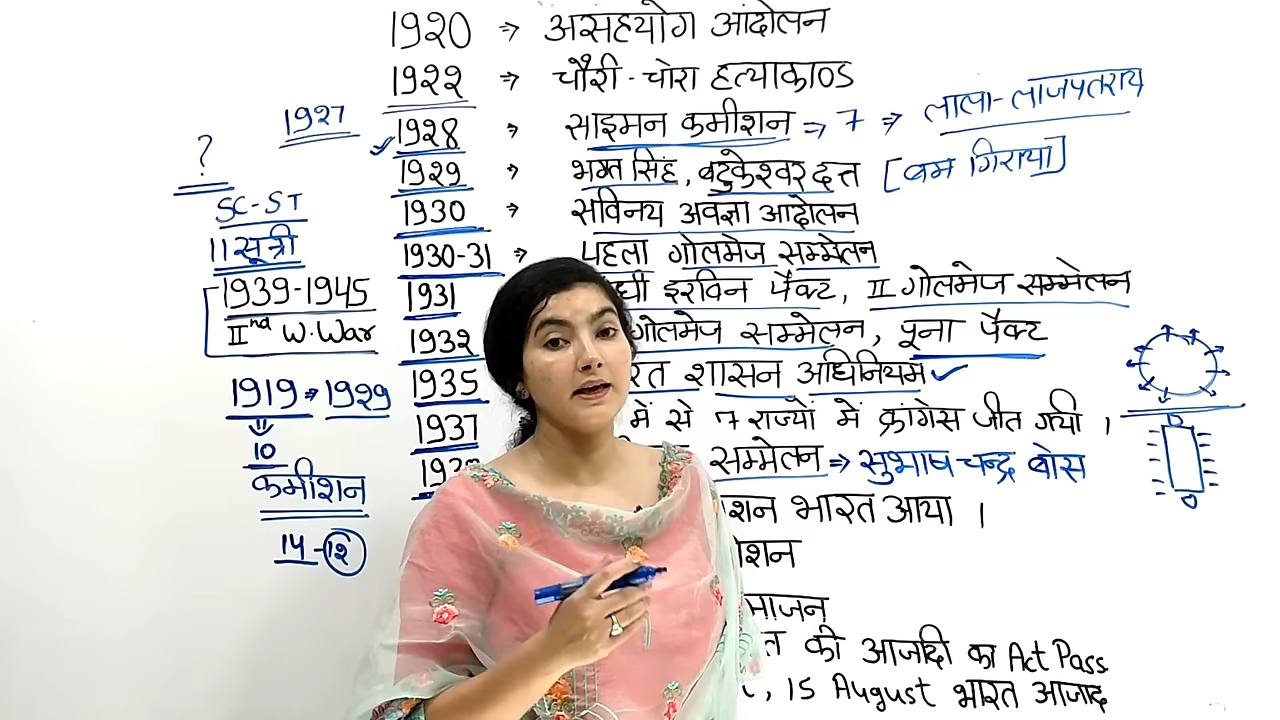 1920 ⇒ असहयोग आंदोलन
1922 ⇒ चौरी-चोरा हत्याकाण्ड
1927
1928 ⇒ साइमन कमीशन ⇒ 7 ⇒ लाला-लाजपतराय
?
1929 ⇒ भगत सिंह, बटुकेश्वर दत्त [बम गिराया]
SC-ST
1930 ⇒ सविनय अवज्ञा आंदोलन
11 सूत्री
1930-31 ⇒ पहला गोलमेज सम्मेलन
1939-1945
IInd W.War
1931 इरविन पैक्ट, II गोलमेज सम्मेलन
1932 गोलमेज सम्मेलन, पूना पैक्ट
1935 शासन अधिनियम
1919 ⇒ 1929
1937 में से 7 राज्यों में कांग्रेस जीत गयी ।
10
सम्मेलन ⇒ सुभाष चन्द्र बोस
कमीशन
भारत आया ।
14-12
की आजादी का Act Pass
, 15 August भारत आजाद